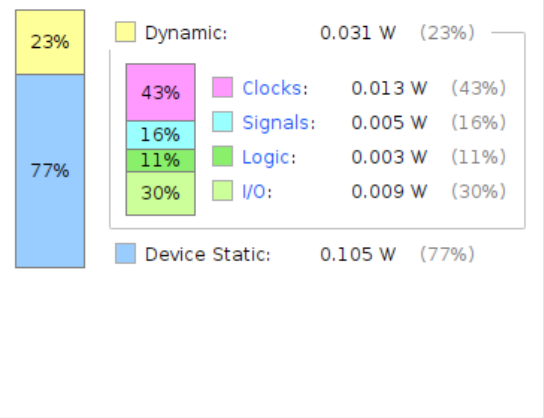 23%
77%
Dynamic: 0.031 W (23%)
43%
16%
11%
30%
Clocks: 0.013 W (43%)
Signals: 0.005 W (16%)
Logic: 0.003 W (11%)
I/O: 0.009 W (30%)
Device Static: 0.105 W (77%)